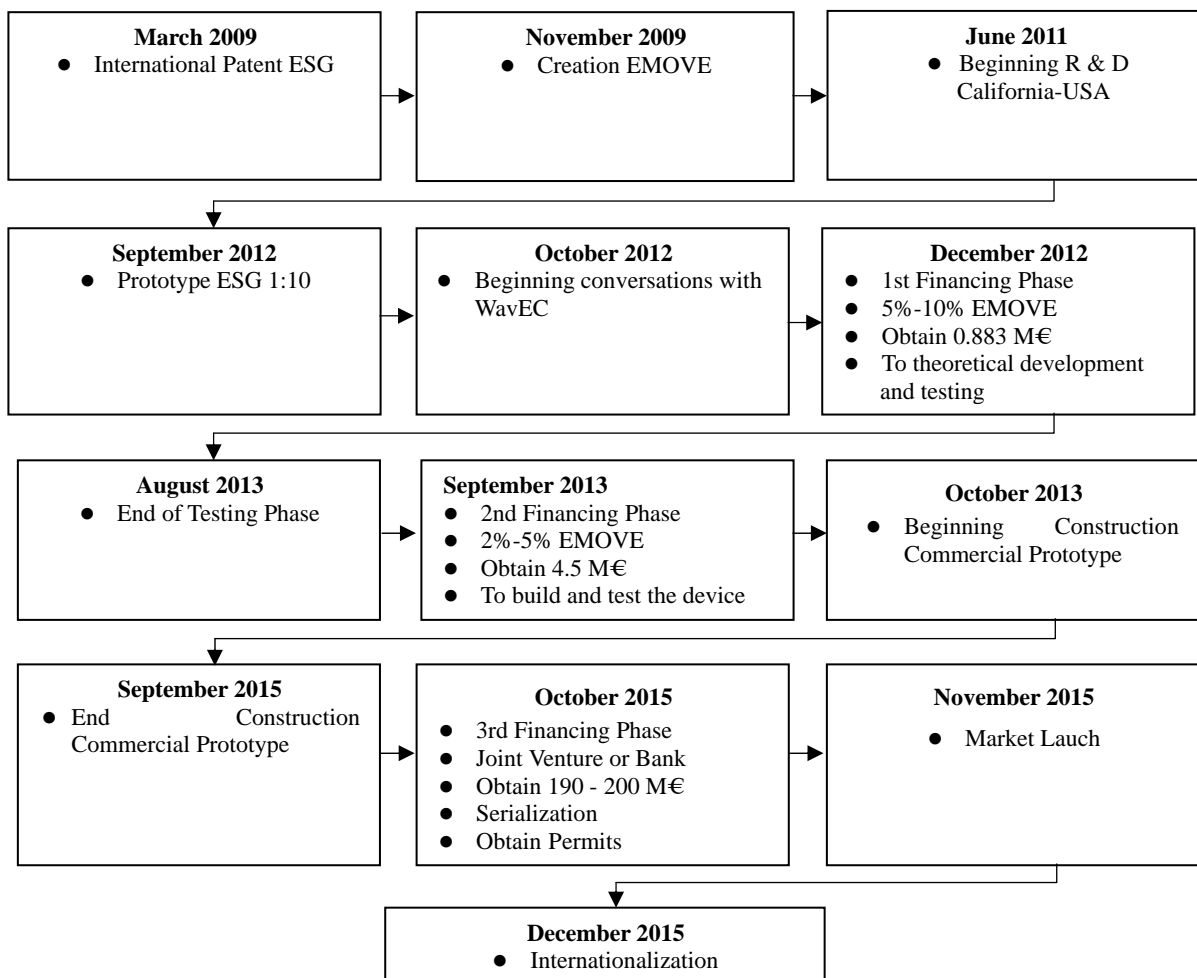 March 2009
● International Patent ESG
November 2009
● Creation EMOVE
June 2011
● Beginning R & D
California-USA
September 2012
● Prototype ESG 1:10
October 2012
● Beginning conversations with
WavEC
December 2012
● 1st Financing Phase
● 5%-10% EMOVE
● Obtain 0.883 M€
● To theoretical development
and testing
August 2013
● End of Testing Phase
September 2013
● 2nd Financing Phase
● 2%-5% EMOVE
● Obtain 4.5 M€
● To build and test the device
October 2013
● Beginning Construction
Commercial Prototype
September 2015
● End Construction
Commercial Prototype
October 2015
● 3rd Financing Phase
● Joint Venture or Bank
● Obtain 190 - 200 M€
● Serialization
● Obtain Permits
November 2015
● Market Lauch
December 2015
● Internationalization